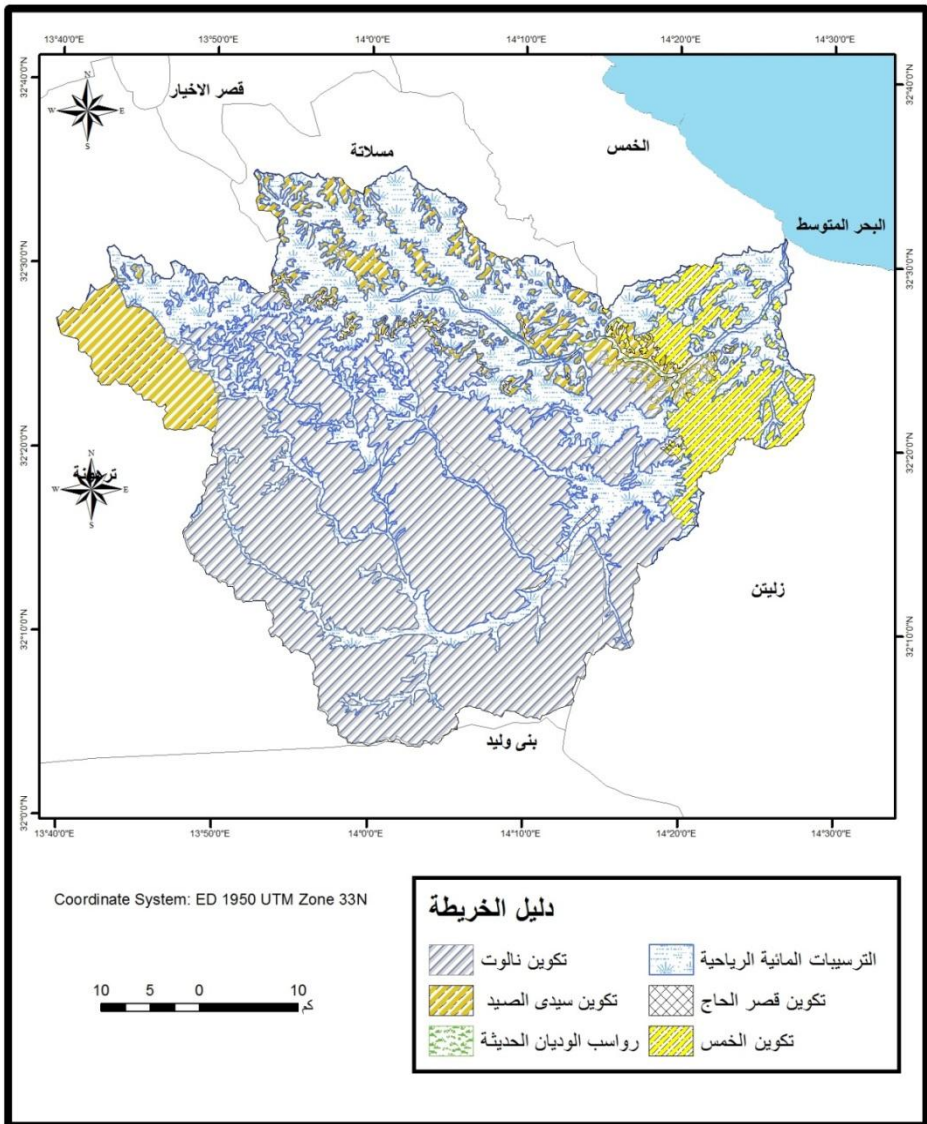 13°40'0"E 13°50'0"E 14°0'0"E 14°10'0"E 14°20'0"E 14°30'0"E
32°40'0"N 32°40'0"N
N
W E
S
قصر الاخيار
مسلاتة
الخمس
البحر المتوسط
32°30'0"N 32°30'0"N
32°20'0"N 32°20'0"N
ترهونة
N
W E
S
زليتن
32°10'0"N 32°10'0"N
بنى وليد
32°0'0"N 32°0'0"N
13°40'0"E 13°50'0"E 14°0'0"E 14°10'0"E 14°20'0"E 14°30'0"E
Coordinate System: ED 1950 UTM Zone 33N
10 5 0 10
كم
دليل الخريطة
الترسيبات المائية الرياحية
تكوين نالوت
تكوين قصر الحاج
تكوين سيدى الصيد
تكوين الخمس
رواسب الوديان الحديثة